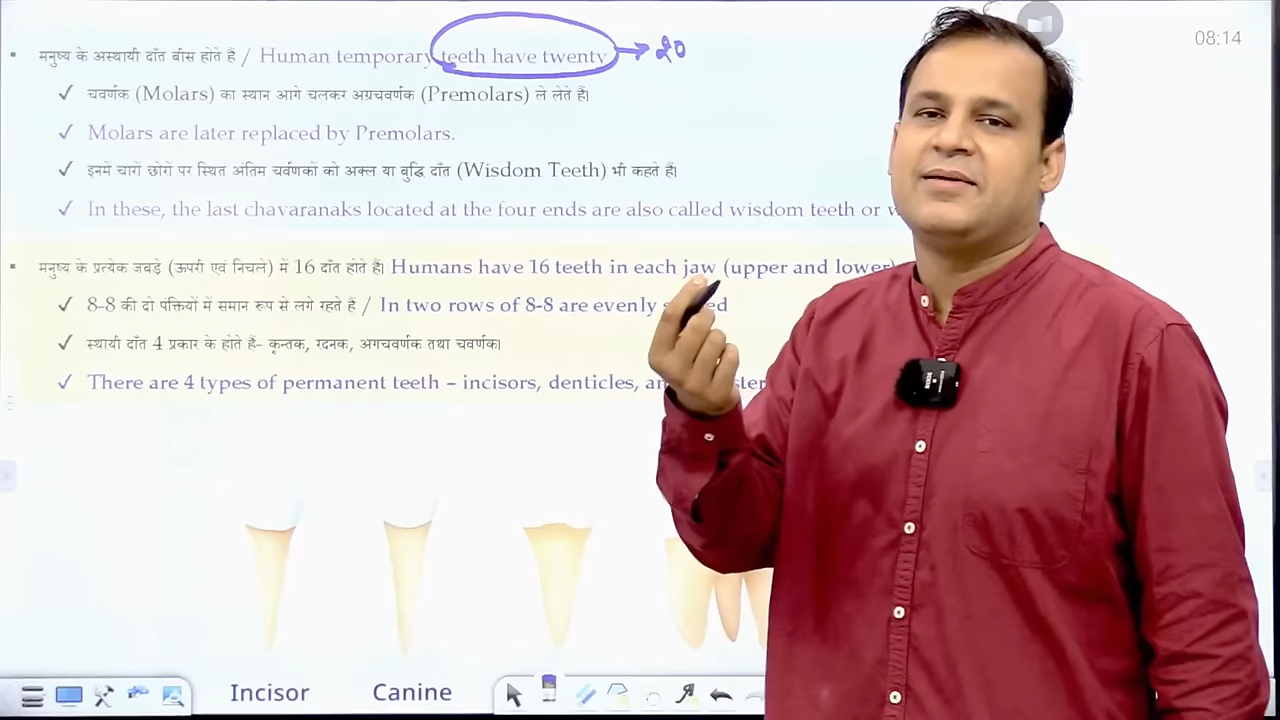 मनुष्य के अस्थायी दाँत बीस होते हैं / Human temporary teeth have twenty → 20
08:14
✓ चवर्णक (Molars) का स्थान आगे चलकर अग्रचवर्णक (Premolars) ले लेते हैं।
✓ Molars are later replaced by Premolars.
✓ इनमें चारों छोरों पर स्थित अंतिम चर्वणकों को अक्ल या बुद्धि दाँत (Wisdom Teeth) भी कहते हैं।
✓ In these, the last chavaranaks located at the four ends are also called wisdom teeth or
मनुष्य के प्रत्येक जबड़े (ऊपरी एवं निचले) में 16 दाँत होते हैं। Humans have 16 teeth in each jaw (upper and lower)
✓ 8-8 की दो पंक्तियों में समान रूप से लगे रहते हैं / In two rows of 8-8 are evenly
✓ स्थायी दाँत 4 प्रकार के होते है- कृन्तक, रदनक, अगचवर्णक तथा चवर्णक।
✓ There are 4 types of permanent teeth – incisors, denticles,
Incisor Canine